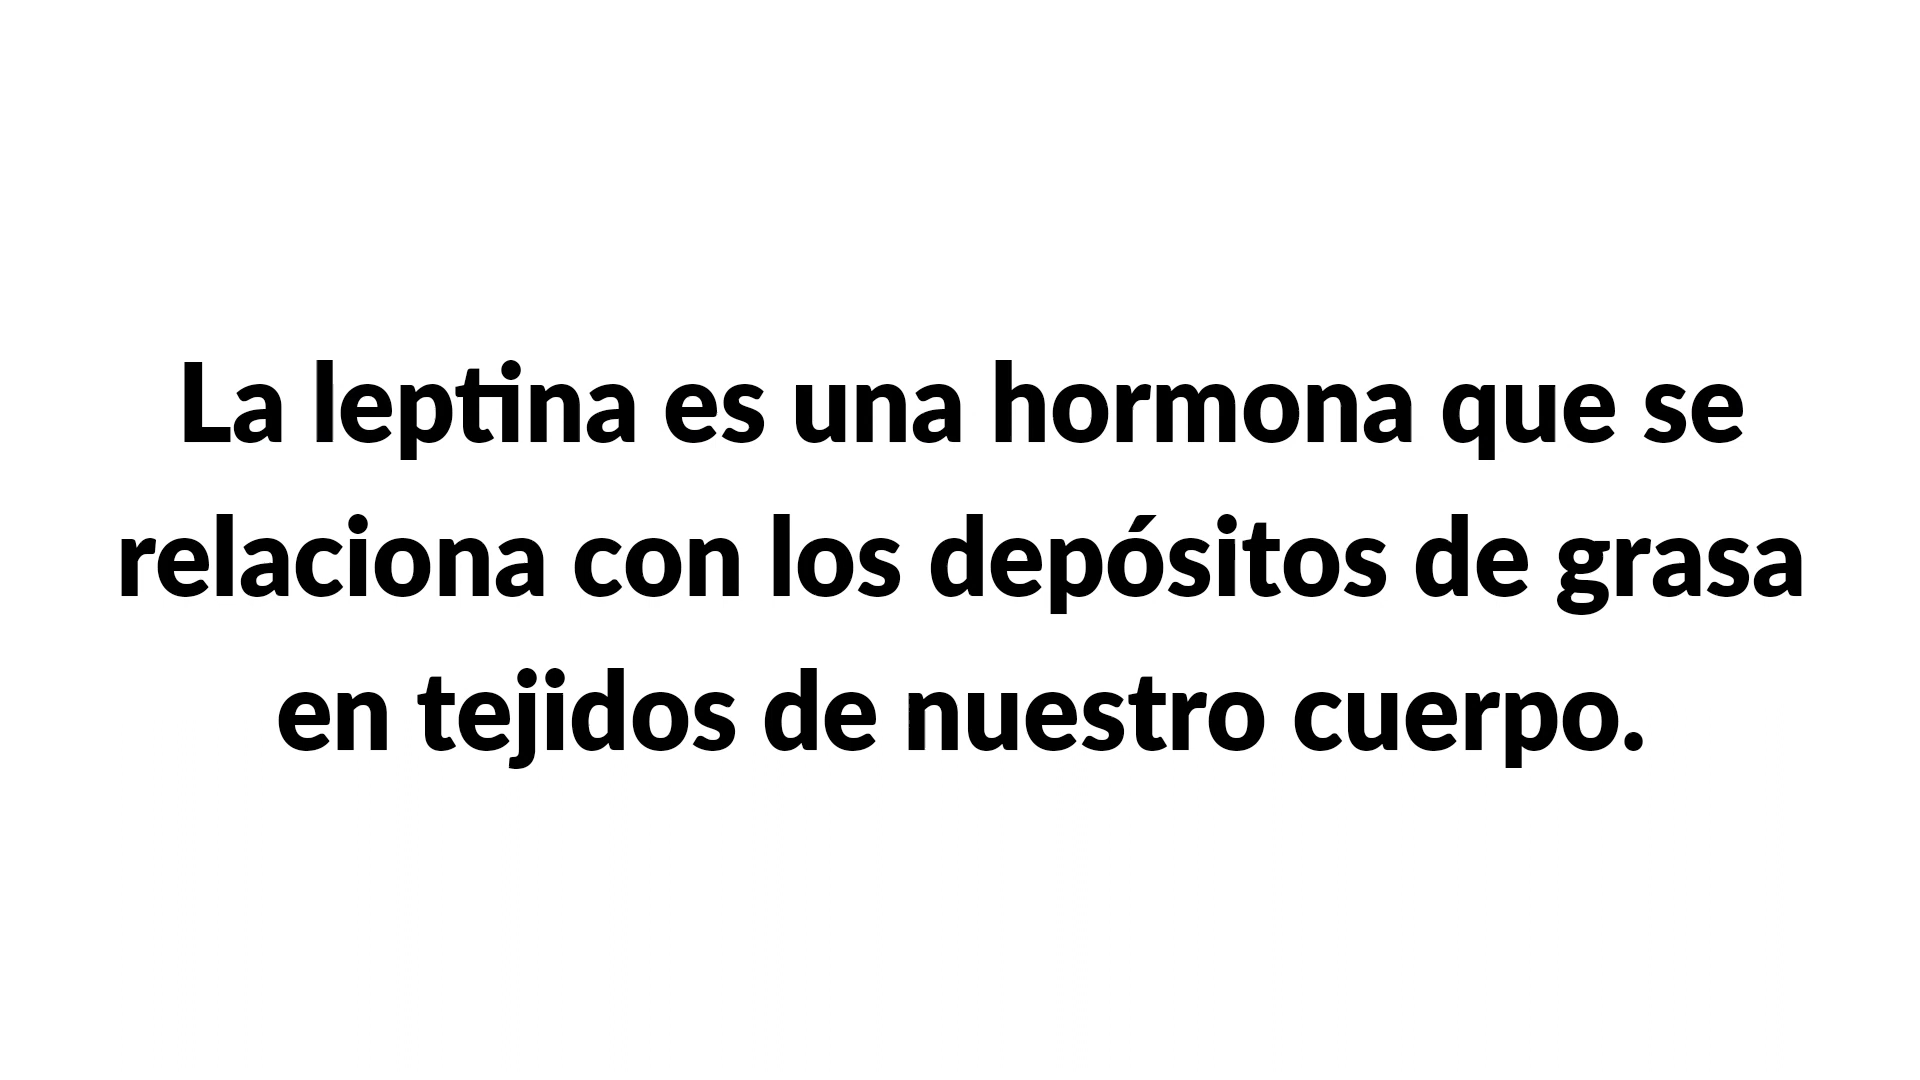 La leptina es una hormona que se
relaciona con los depósitos de grasa
en tejidos de nuestro cuerpo.